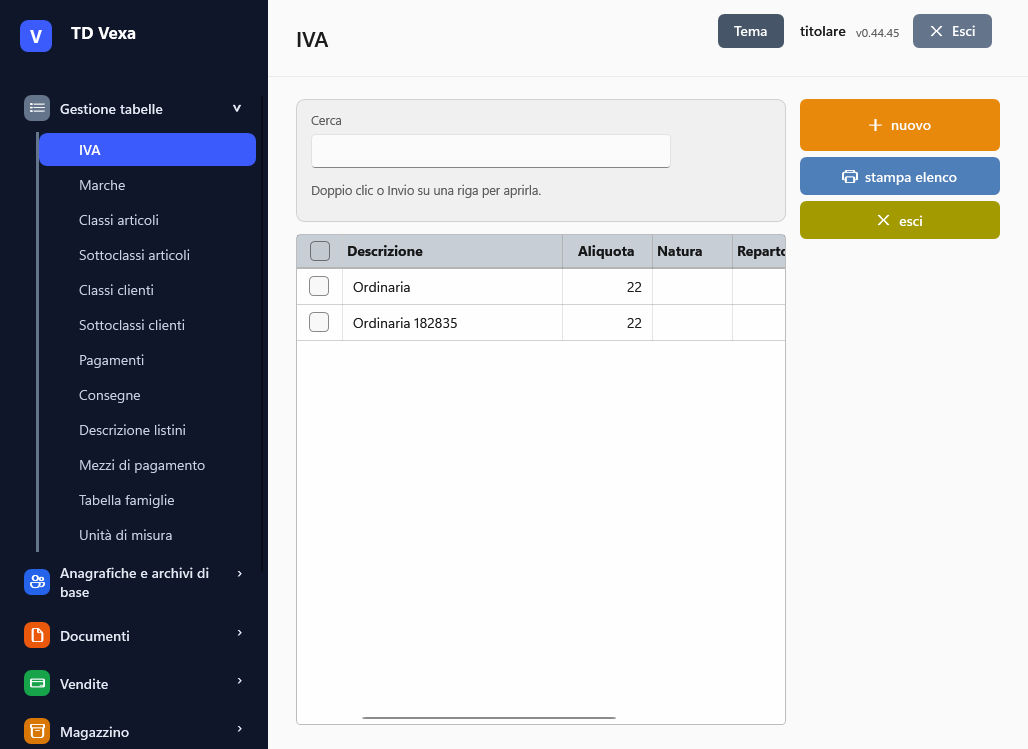 V TD Vexa
Gestione tabelle
IVA
Marche
Classi articoli
Sottoclassi articoli
Classi clienti
Sottoclassi clienti
Pagamenti
Consegne
Descrizione listini
Mezzi di pagamento
Tabella famiglie
Unità di misura
Anagrafiche e archivi di
base
Documenti
Vendite
Magazzino
IVA
Tema titolare v0.44.45 Esci
Cerca
Doppio clic o Invio su una riga per aprirla.
nuovo
stampa elenco
esci
Descrizione Aliquota Natura Reparto
Ordinaria 22
Ordinaria 182835 22